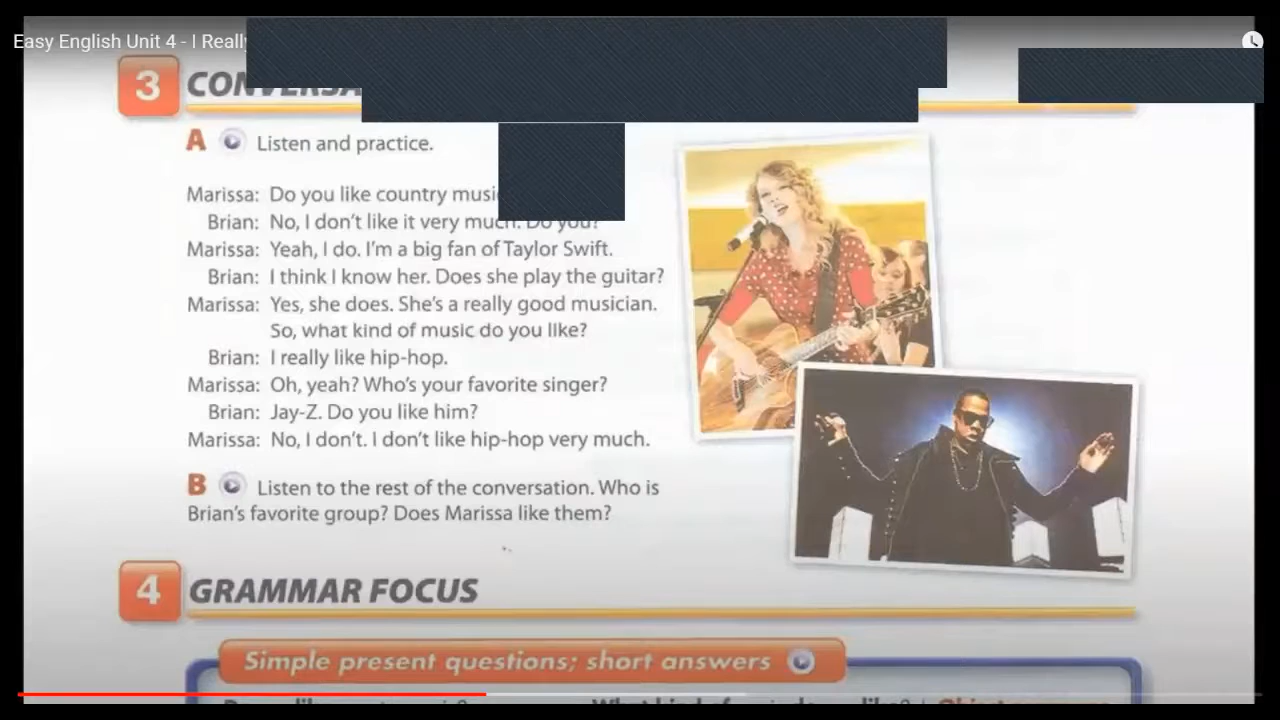 Easy English Unit 4 - I Really
3
A Listen and practice.
Marissa: Do you like country
Brian: No, I don't like it very much. Do you?
Marissa: Yeah, I do. I'm a big fan of Taylor Swift.
Brian: I think I know her. Does she play the guitar?
Marissa: Yes, she does. She's a really good musician.
So, what kind of music do you like?
Brian: I really like hip-hop.
Marissa: Oh, yeah? Who's your favorite singer?
Brian: Jay-Z. Do you like him?
Marissa: No, I don't. I don't like hip-hop very much.
B Listen to the rest of the conversation. Who is
Brian's favorite group? Does Marissa like them?
4 GRAMMAR FOCUS
Simple present questions; short answers